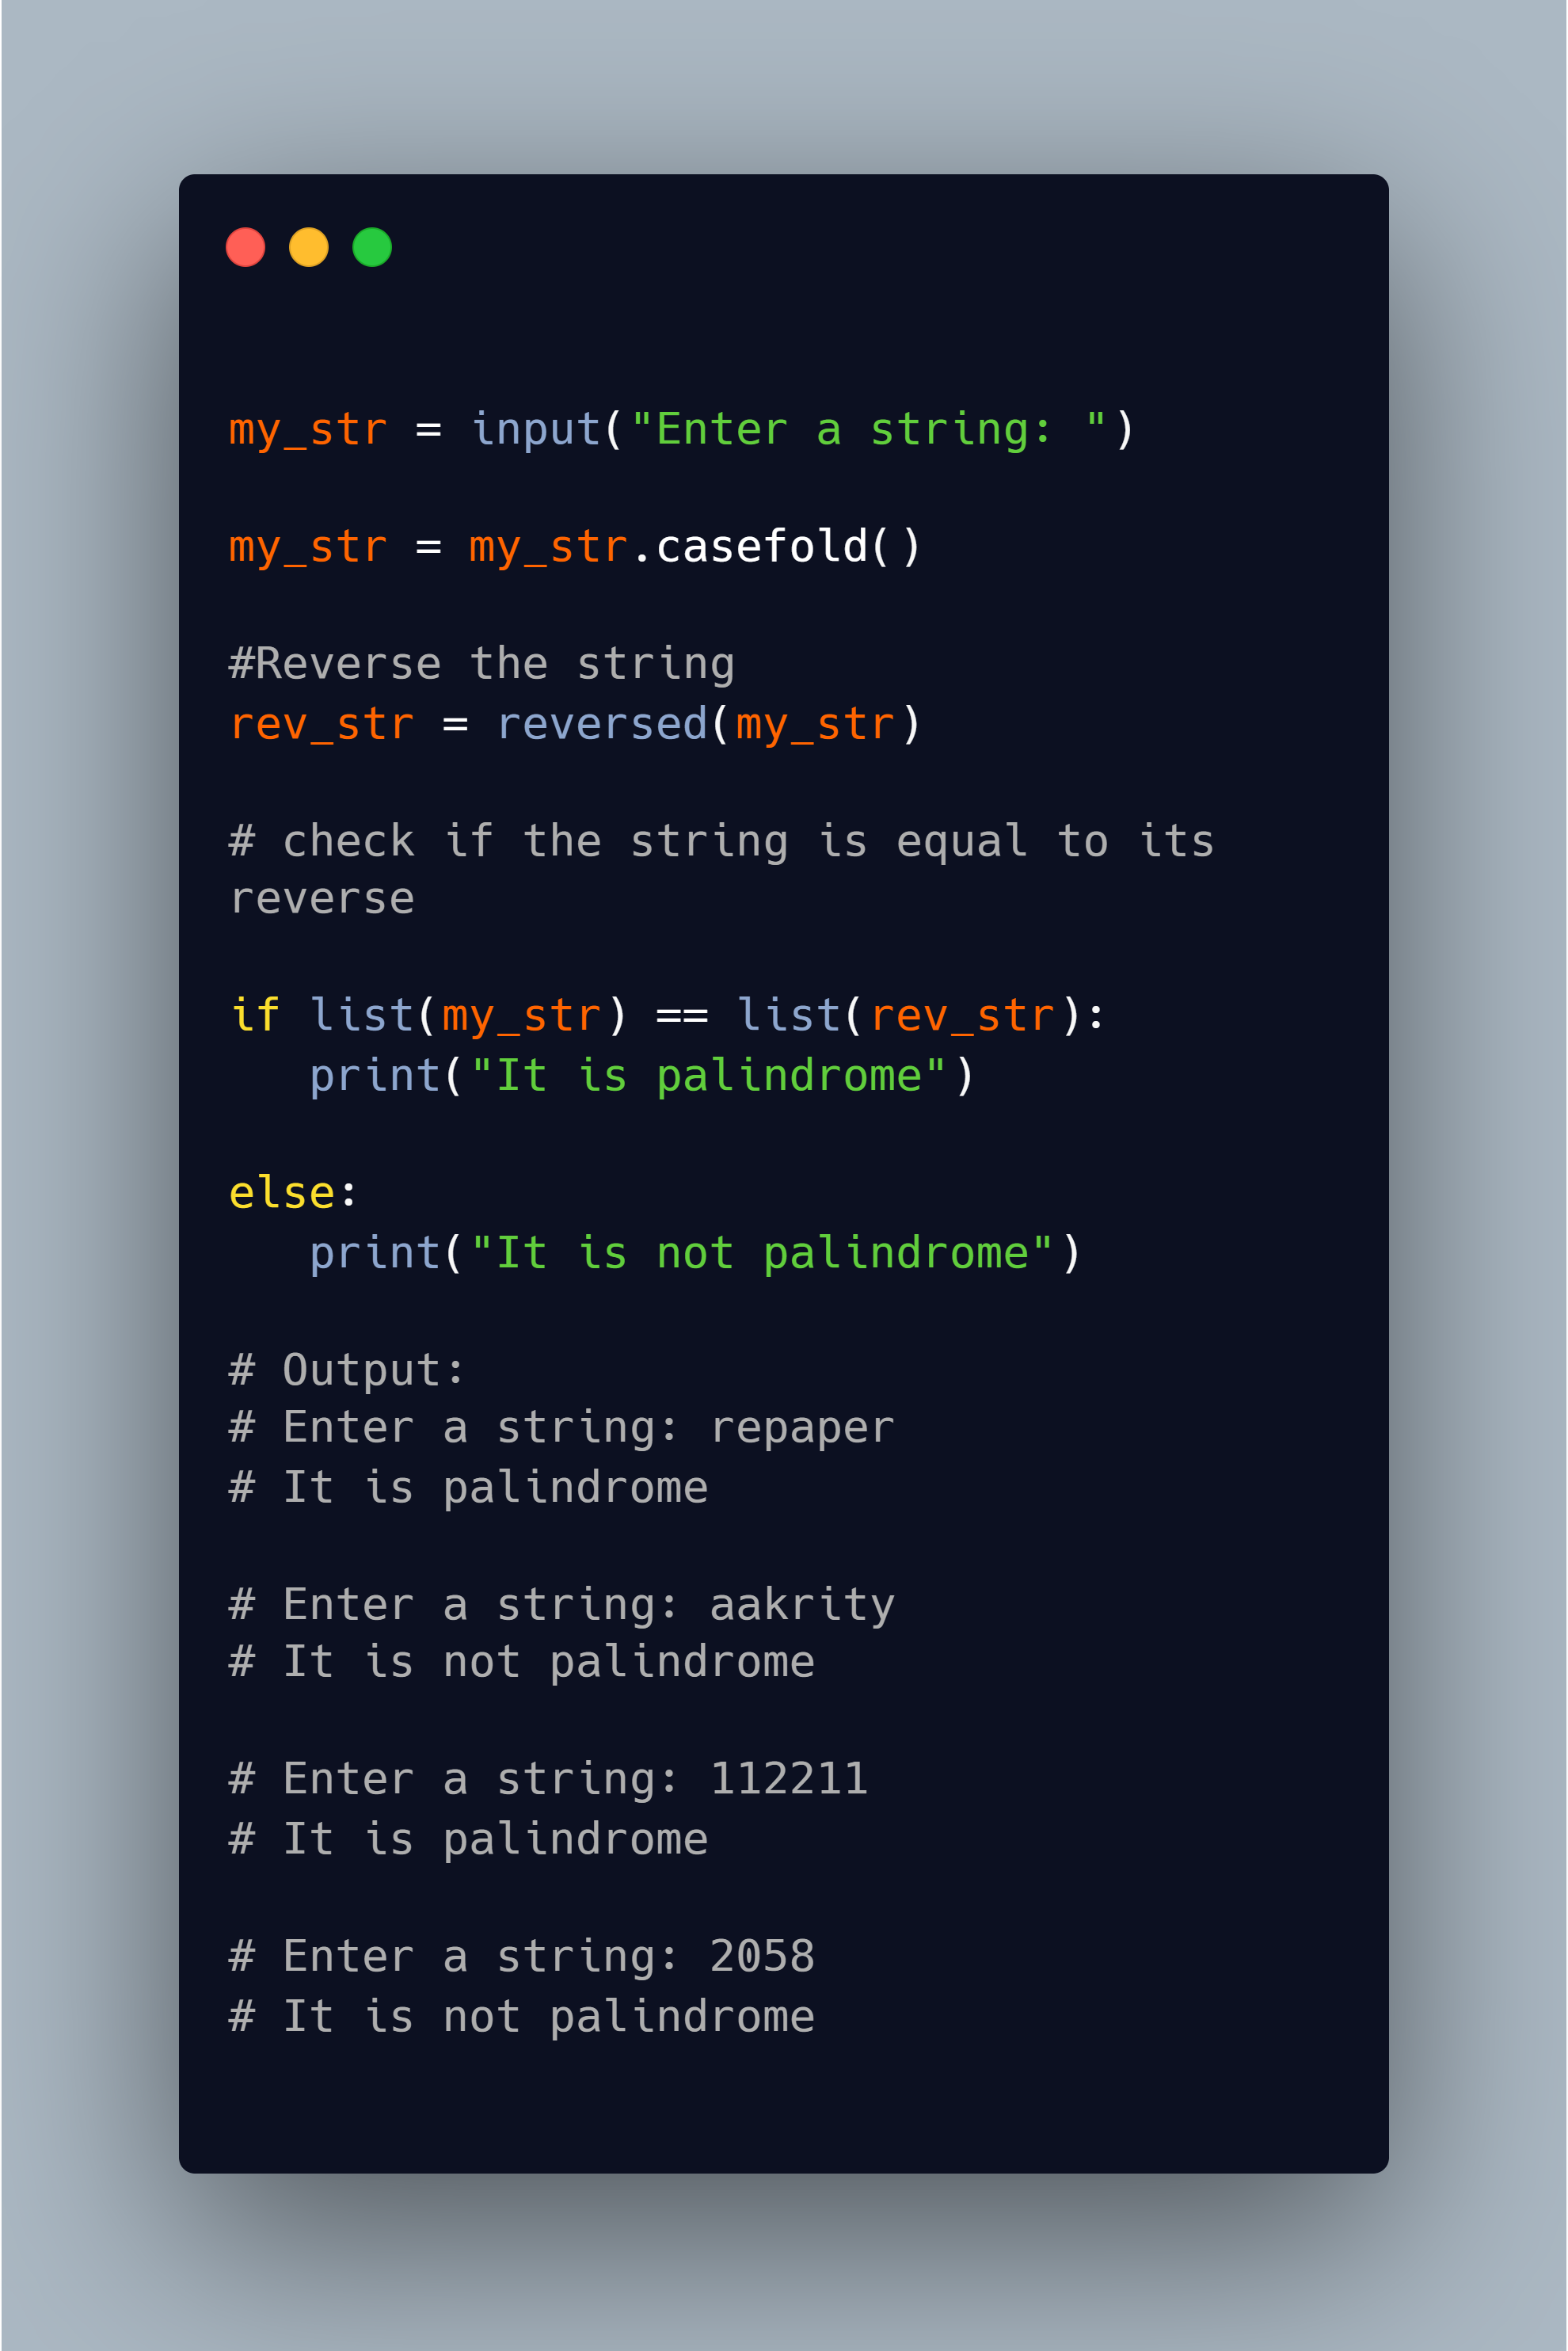 my_str = input("Enter a string: ")
my_str = my_str.casefold()
#Reverse the string
rev_str = reversed(my_str)
# check if the string is equal to its
reverse
if list(my_str) == list(rev_str):
   print("It is palindrome")
else:
   print("It is not palindrome")
# Output:
# Enter a string: repaper
# It is palindrome
# Enter a string: aakrity
# It is not palindrome
# Enter a string: 112211
# It is palindrome
# Enter a string: 2058
# It is not palindrome